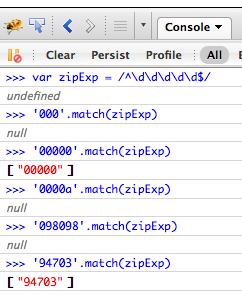 Console
Clear Persist Profile All E
>>> var zipExp = /^\d\d\d\d\d$/
undefined
>>> '000'.match(zipExp)
null
>>> '00000'.match(zipExp)
["00000"]
>>> '0000a'.match(zipExp)
null
>>> '098098'.match(zipExp)
null
>>> '94703'.match(zipExp)
["94703"]